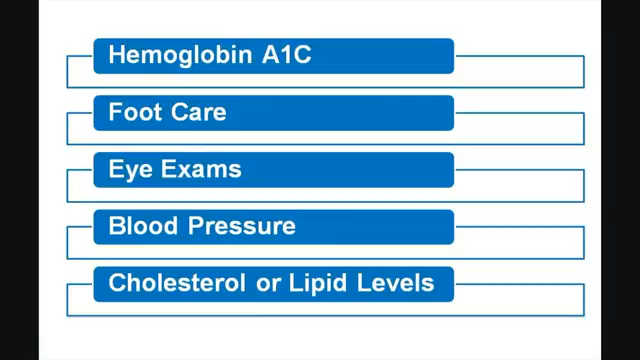 Hemoglobin A1C
Foot Care
Eye Exams
Blood Pressure
Cholesterol or Lipid Levels